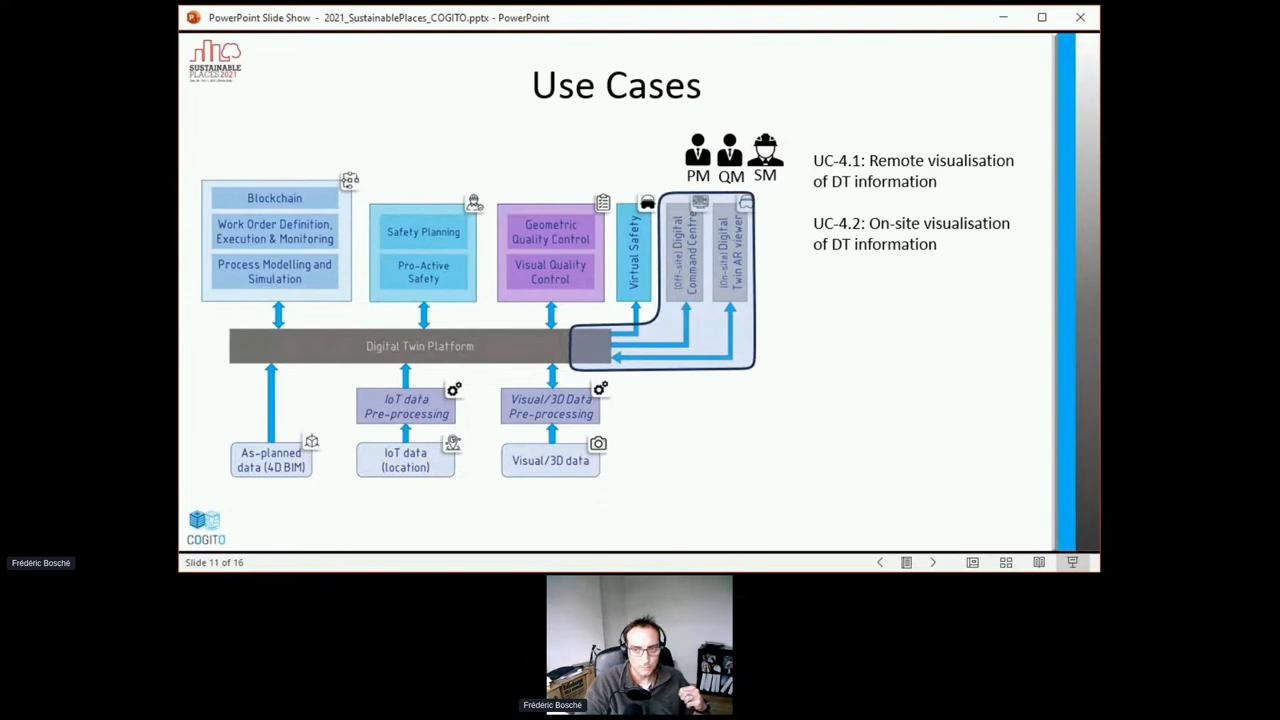 PowerPoint Slide Show - 2021_SustainablePlaces_COGITO.pptx - PowerPoint
SUSTAINABLE
PLACES2021
Use Cases
PM QM SM
UC-4.1: Remote visualisation
of DT information
UC-4.2: On-site visualisation
of DT information
Blockchain
Work Order Definition,
Execution & Monitoring
Process Modelling and
Simulation
Safety Planning
Pro-Active
Safety
Geometric
Quality Control
Visual Quality
Control
Virtual Safety
(Off-site) Digital
Command Centre
(On-site) Digital
Twin AR viewer
Digital Twin Platform
IoT data
Pre-processing
Visual/3D Data
Pre-processing
As-planned
data (4D BIM)
IoT data
(location)
Visual/3D data
COGITO
Slide 11 of 16
Frédéric Bosché
Frédéric Bosché